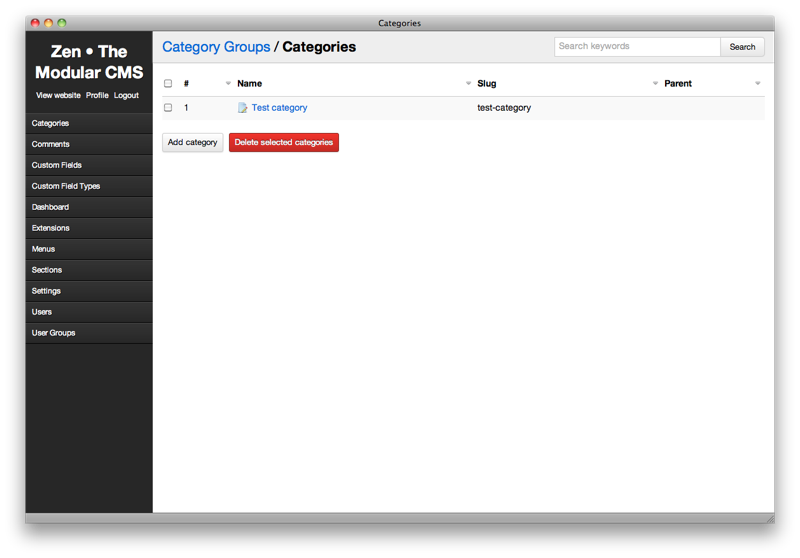 Categories
Zen • The
Modular CMS
View website Profile Logout
Categories
Comments
Custom Fields
Custom Field Types
Dashboard
Extensions
Menus
Sections
Settings
Users
User Groups
Category Groups / Categories
Search keywords Search
# Name Slug Parent
1 Test category test-category
Add category Delete selected categories